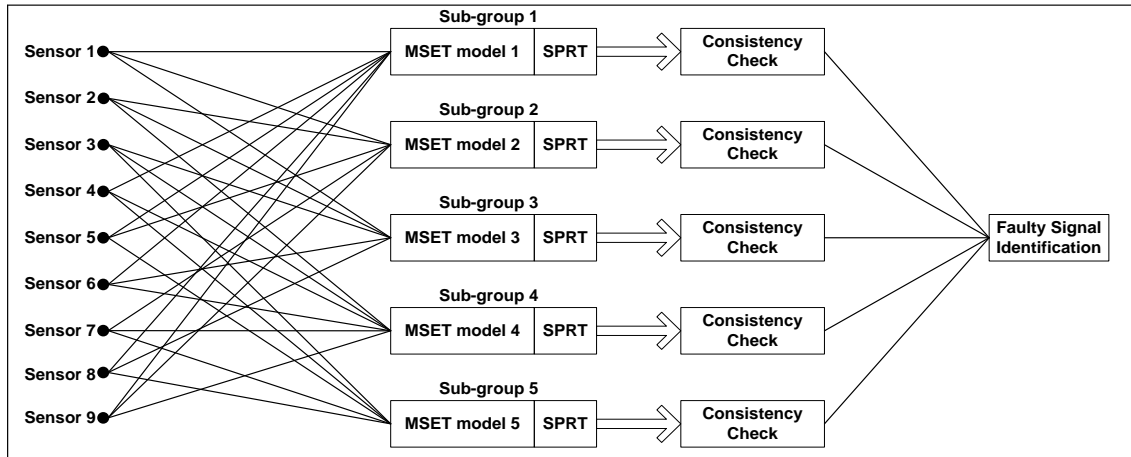 Sub-group 1
Sensor 1
MSET model 1
SPRT
Consistency
Check
Sensor 2
Sub-group 2
Sensor 3
MSET model 2
SPRT
Consistency
Check
Sensor 4
Sub-group 3
Sensor 5
MSET model 3
SPRT
Consistency
Check
Faulty Signal
Identification
Sensor 6
Sub-group 4
Sensor 7
MSET model 4
SPRT
Consistency
Check
Sensor 8
Sub-group 5
Sensor 9
MSET model 5
SPRT
Consistency
Check